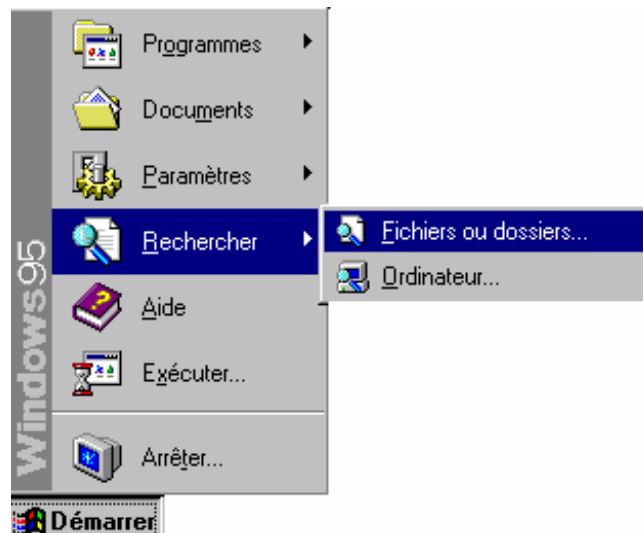 Programmes
Documents
Paramètres
Rechercher
Fichiers ou dossiers...
Ordinateur...
Aide
Exécuter...
Arrêter...
Windows95
Démarrer